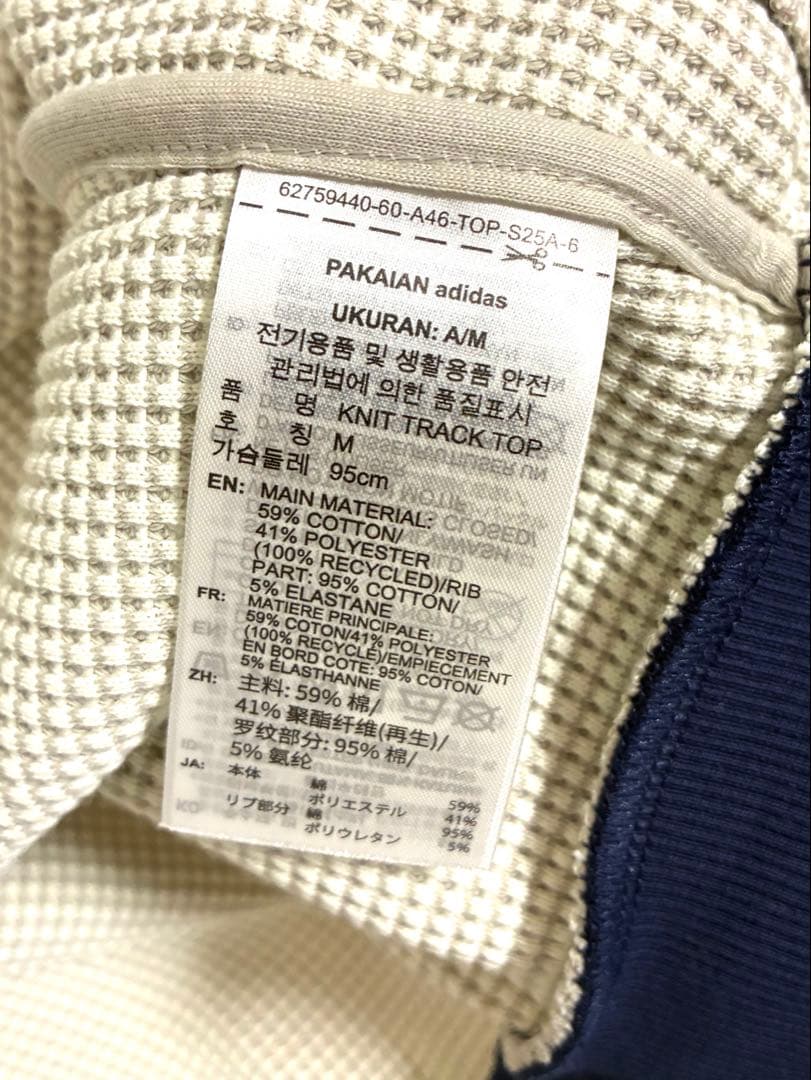 62759440-60-A46-TOP-S25A-6
PAKAIAN adidas
UKURAN: A/M
전기용품 및 생활용품 안전
관리법에 의한 품질표시
품 명 KNIT TRACK TOP
호 칭 M
가슴둘레 95cm
EN: MAIN MATERIAL:
59% COTTON/
41% POLYESTER
(100% RECYCLED)/RIB
PART: 95% COTTON/
5% ELASTANE
FR: MATIERE PRINCIPALE:
59% COTON/41% POLYESTER
(100% RECYCLE)/EMPIECEMENT
EN BORD COTE: 95% COTON/
5% ELASTHANNE
ZH: 主料: 59% 棉/
41% 聚酯纤维(再生)/
罗纹部分: 95% 棉/
5% 氨纶
JA: 本体 綿 59%
ポリエステル 41%
リブ部分 綿 95%
ポリウレタン 5%